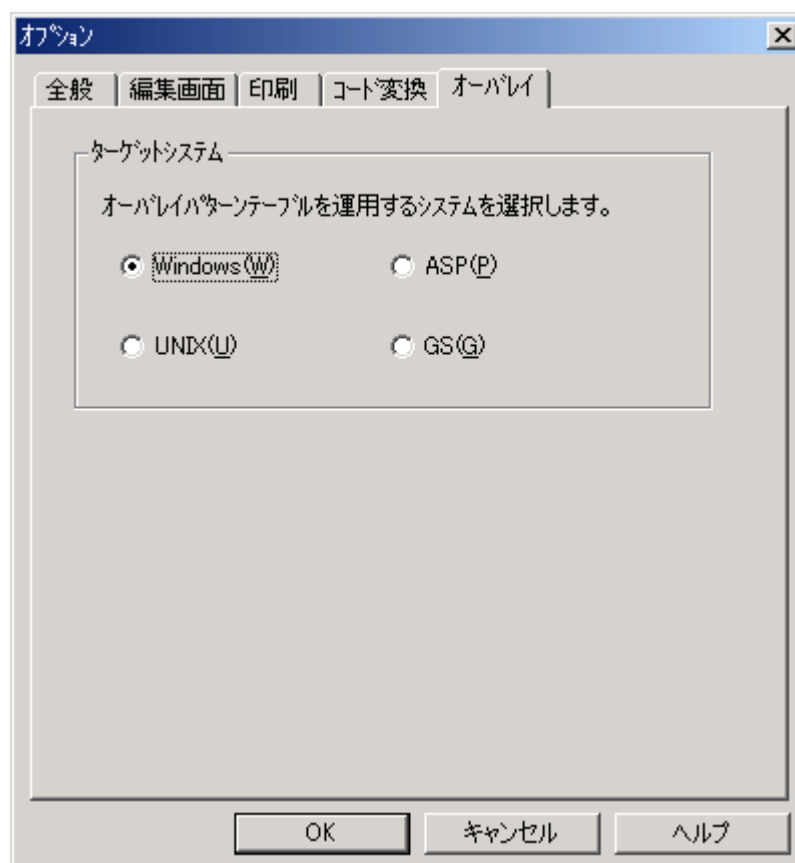 オプション
全般 編集画面 印刷 コード変換 オーバレイ
ターゲットシステム
オーバレイパターンテーブルを運用するシステムを選択します。
Windows(W) ASP(P)
UNIX(U) GS(G)
OK キャンセル ヘルプ